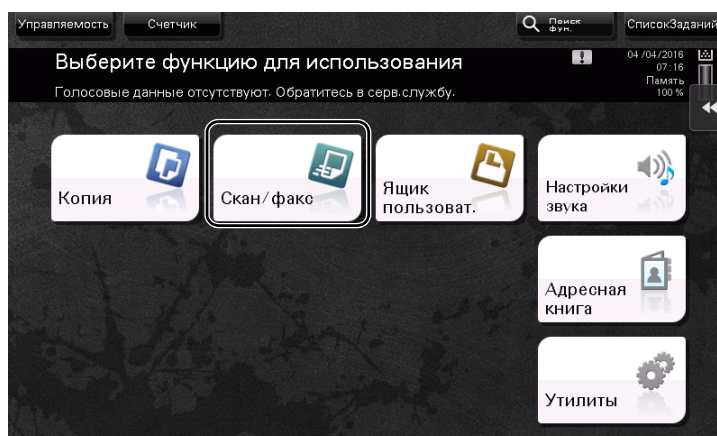 Управляемость
Счетчик
Поиск
фун.
СписокЗаданий
Выберите функцию для использования
Голосовые данные отсутствуют. Обратитесь в серв.службу.
04/04/2016
07:16
Память
100 %
Копия
Скан/факс
Ящик
пользоват.
Настройки
звука
Адресная
книга
Утилиты